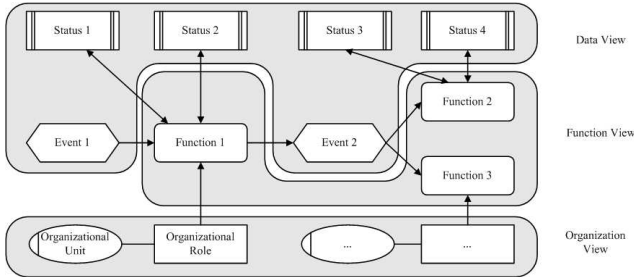 Status 1
Status 2
Status 3
Status 4
Data View
Function 2
Event 1
Function 1
Event 2
Function View
Function 3
Organizational
Unit
Organizational
Role
...
...
Organization
View